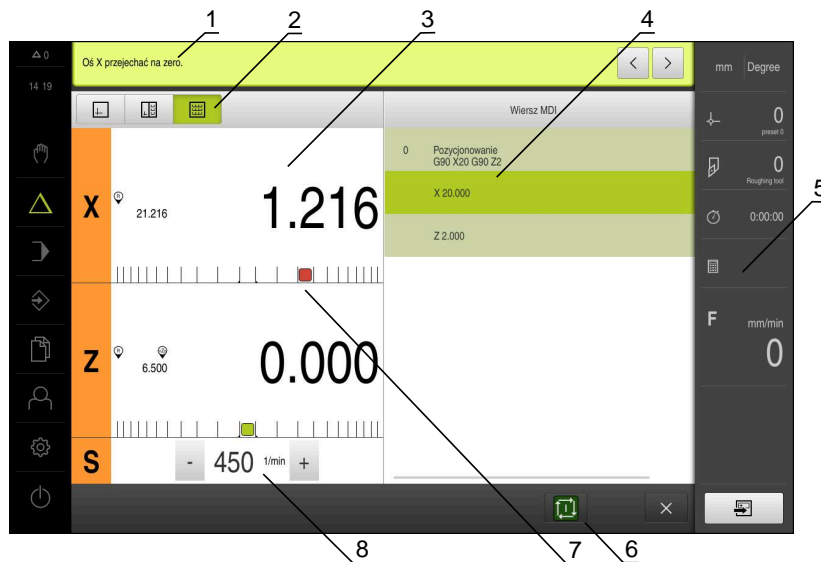 1
2
3
4
0
14 19
Oś X przejechać na zero.
< >
mm Degree
Wiersz MDI
0
preset 0
0
Roughing tool
0:00:00
5
F mm/min
0
0 Pozycjonowanie
G90 X20 G90 Z2
X 20.000
Z 2.000
X
R
21.216
1.216
Z
R
6.500
0.000
S
- 450 1/min +
8
7
6